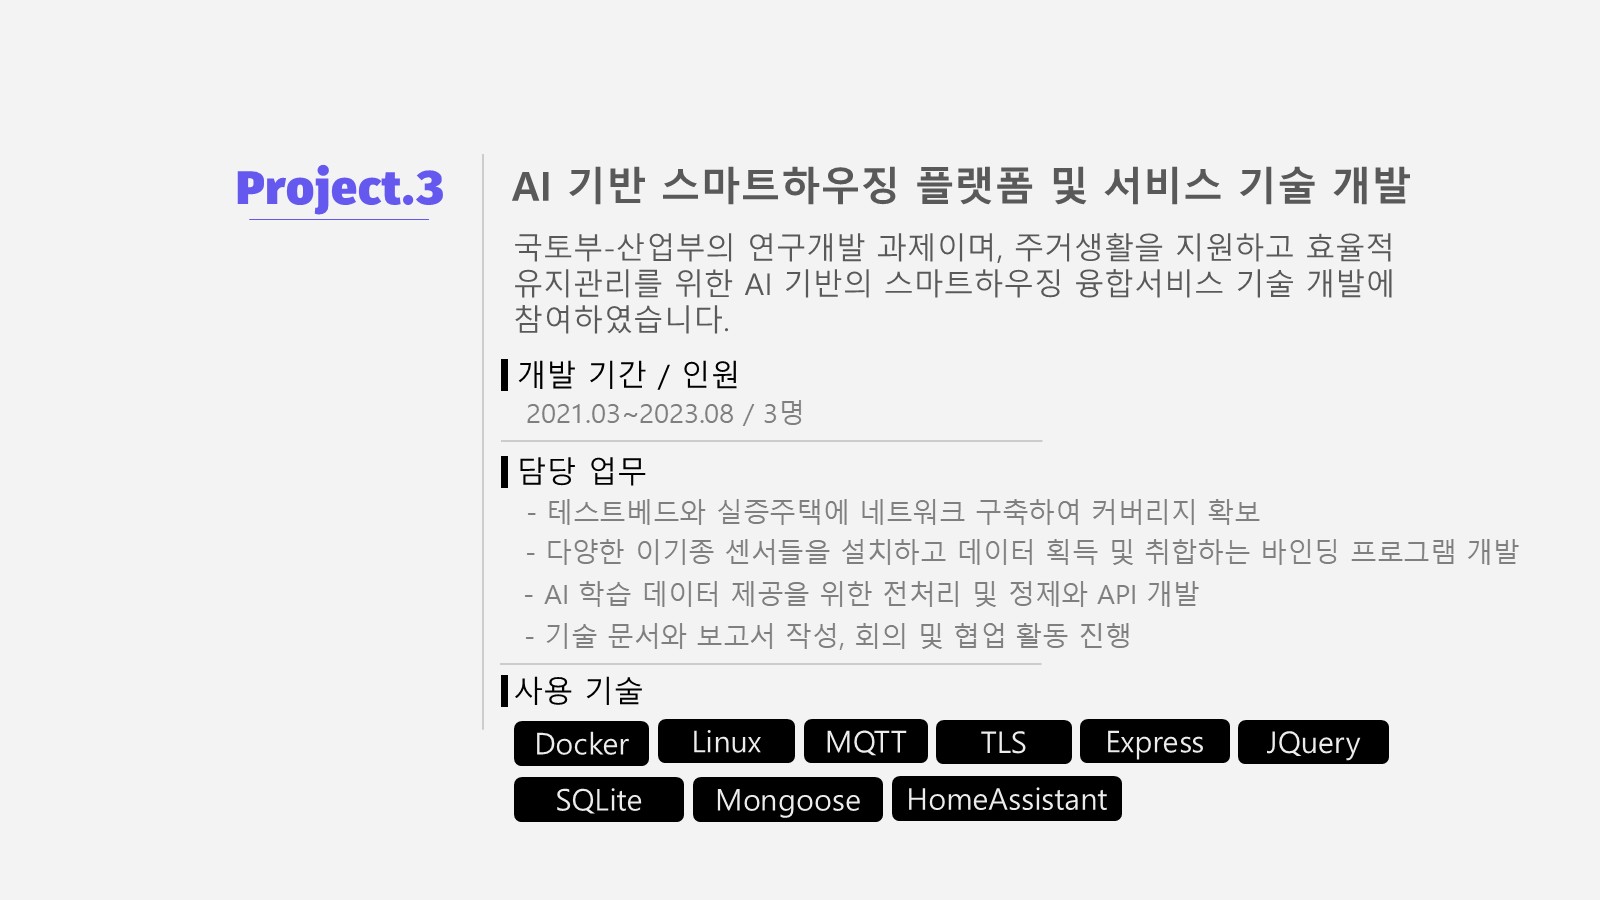 Project.3
AI 기반 스마트하우징 플랫폼 및 서비스 기술 개발
국토부-산업부의 연구개발 과제이며, 주거생활을 지원하고 효율적
유지관리를 위한 AI 기반의 스마트하우징 융합서비스 기술 개발에
참여하였습니다.
개발 기간 / 인원
2021.03~2023.08 / 3명
담당 업무
- 테스트베드와 실증주택에 네트워크 구축하여 커버리지 확보
- 다양한 이기종 센서들을 설치하고 데이터 획득 및 취합하는 바인딩 프로그램 개발
- AI 학습 데이터 제공을 위한 전처리 및 정제와 API 개발
- 기술 문서와 보고서 작성, 회의 및 협업 활동 진행
사용 기술
Docker Linux MQTT TLS Express JQuery
SQLite Mongoose HomeAssistant